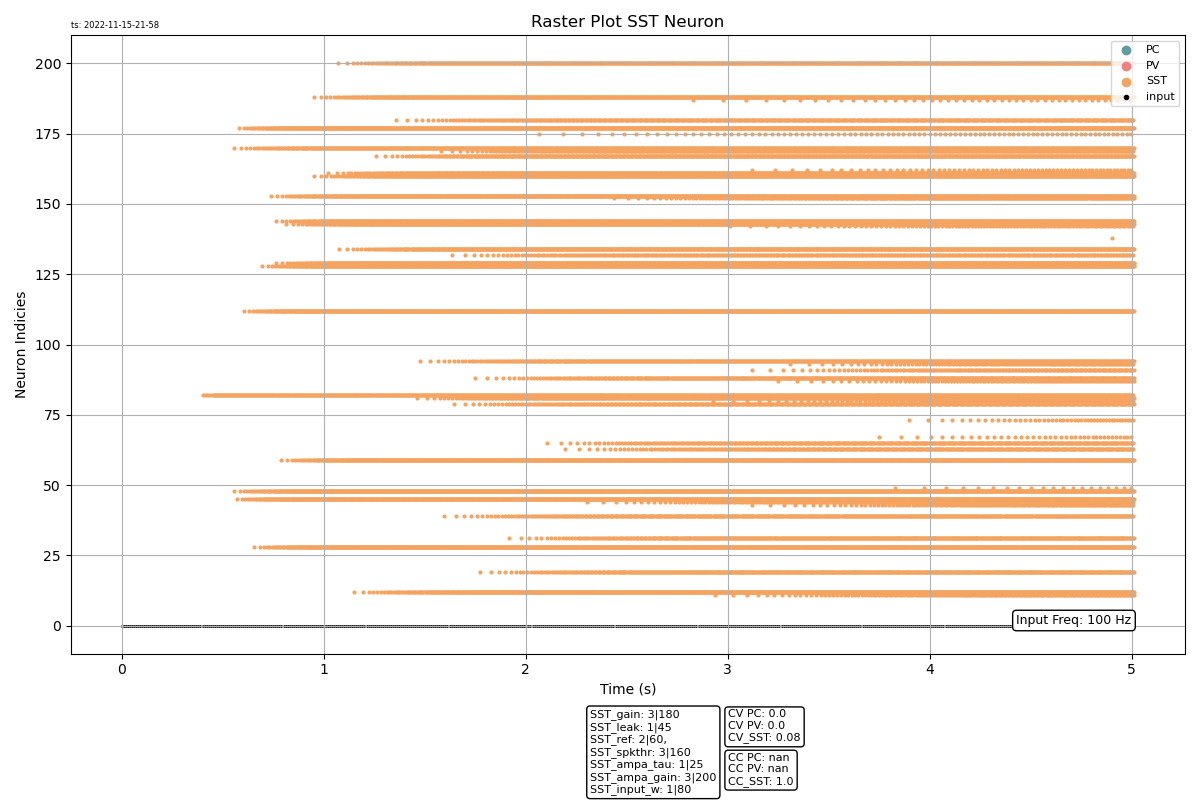 ts: 2022-11-15-21-58
Raster Plot SST Neuron
PC
PV
SST
input
200
175
150
125
100
75
50
25
0
Neuron Indicies
Input Freq: 100 Hz
0 1 2 3 4 5
Time (s)
SST_gain: 3|180
SST_leak: 1|45
SST_ref: 2|60,
SST_spkthr: 3|160
SST_ampa_tau: 1|25
SST_ampa_gain: 3|200
SST_input_w: 1|80
CV PC: 0.0
CV PV: 0.0
CV_SST: 0.08
CC PC: nan
CC PV: nan
CC_SST: 1.0